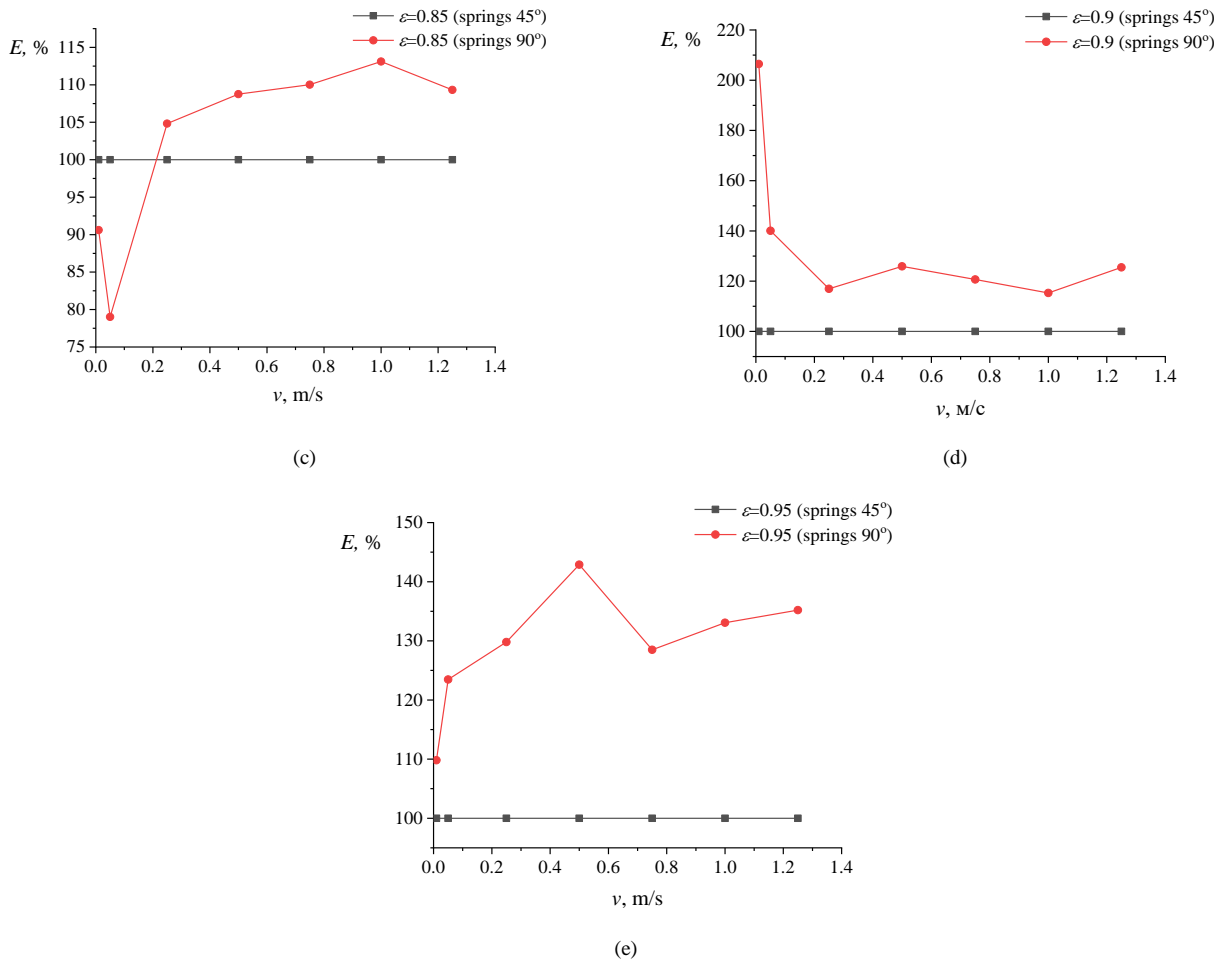 ε=0.85 (springs 45°)
ε=0.85 (springs 90°)
E, %
115
110
105
100
95
90
85
80
75
0.0 0.2 0.4 0.6 0.8 1.0 1.2 1.4
v, m/s
(c)
ε=0.9 (springs 45°)
ε=0.9 (springs 90°)
E, %
220
200
180
160
140
120
100
0.0 0.2 0.4 0.6 0.8 1.0 1.2 1.4
v, м/с
(d)
ε=0.95 (springs 45°)
ε=0.95 (springs 90°)
E, %
150
140
130
120
110
100
0.0 0.2 0.4 0.6 0.8 1.0 1.2 1.4
v, m/s
(e)